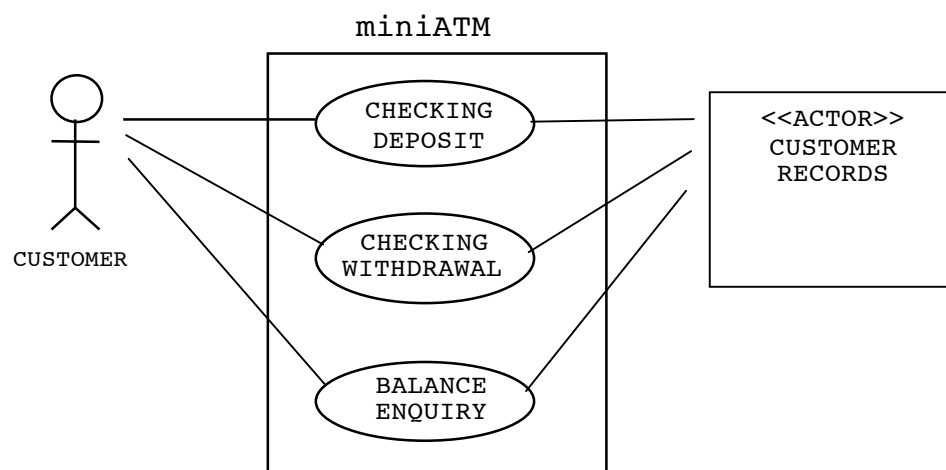 miniATM
CHECKING
DEPOSIT
<<ACTOR>>
CUSTOMER
RECORDS
CUSTOMER
CHECKING
WITHDRAWAL
BALANCE
ENQUIRY